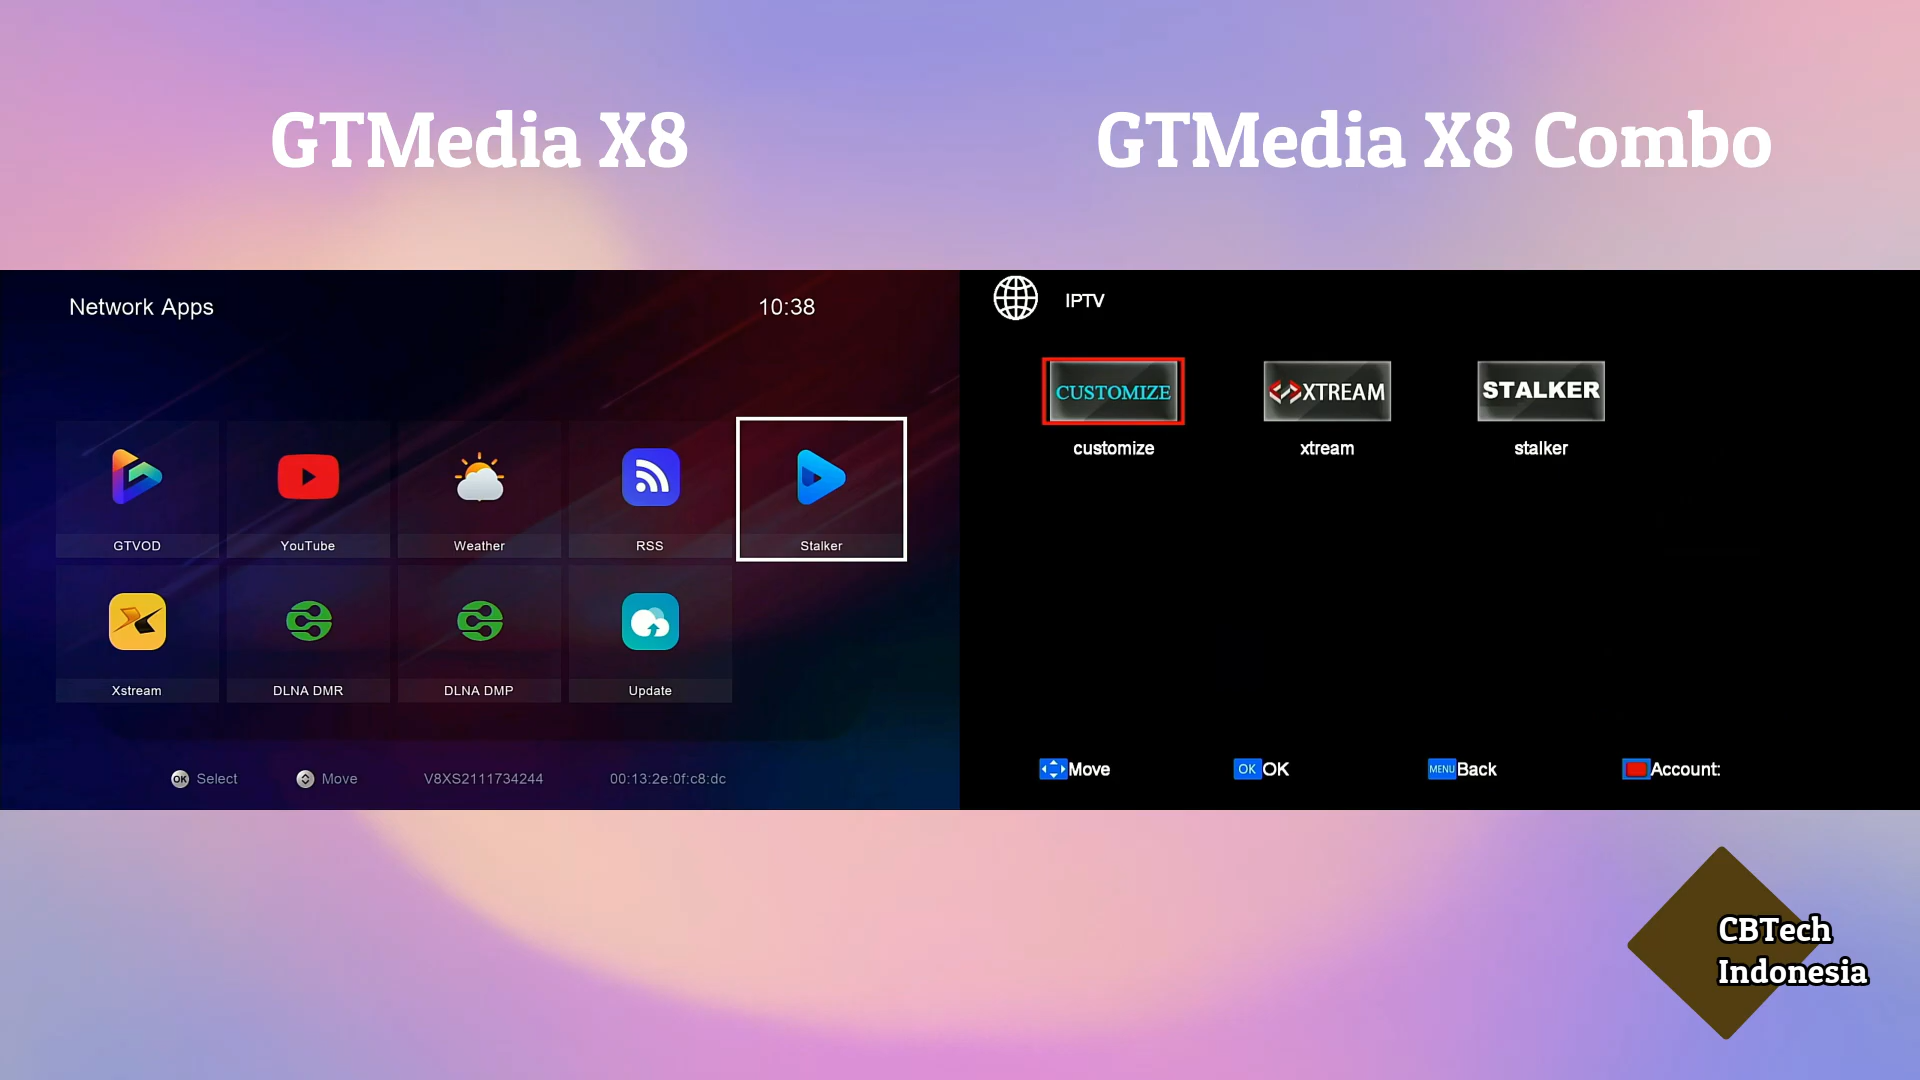 GTMedia X8
GTMedia X8 Combo
Network Apps
10:38
GTVOD
YouTube
Weather
RSS
Stalker
Xstream
DLNA DMR
DLNA DMP
Update
OK Select
Move
V8XS2111734244
00:13:2e:0f:c8:dc
IPTV
CUSTOMIZE
XTREAM
STALKER
customize
xtream
stalker
Move
OK OK
MENU Back
Account:
CBTech
Indonesia